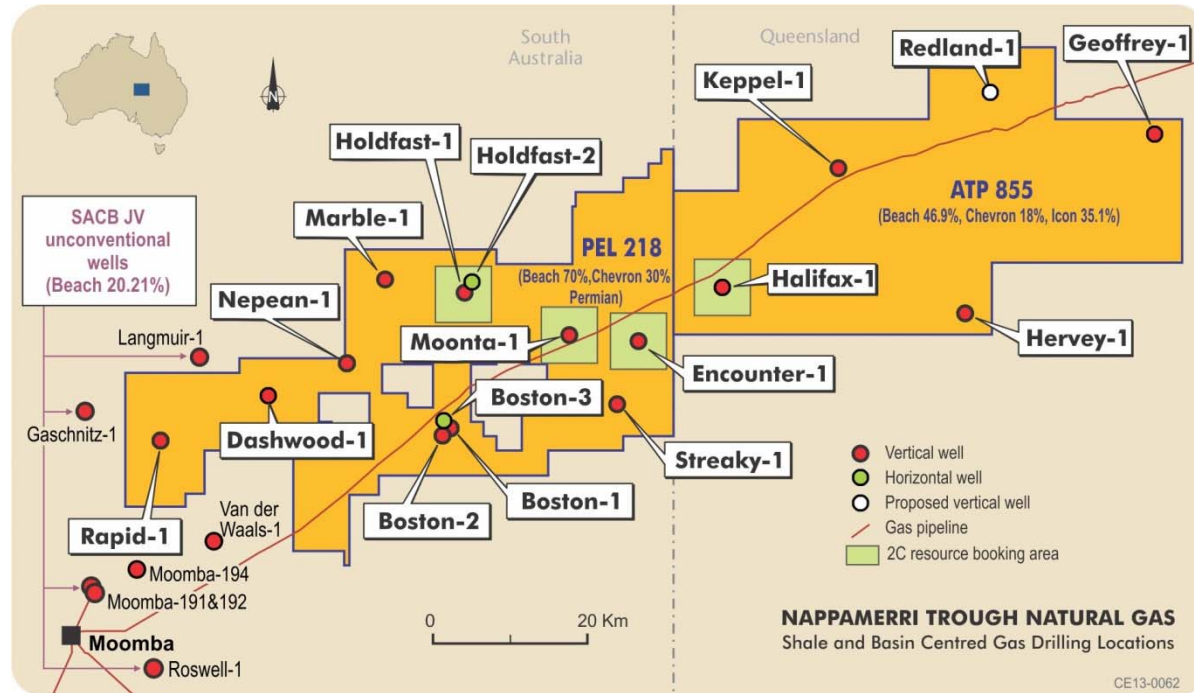 South
Australia
Queensland
N
Redland-1
Geoffrey-1
Keppel-1
Holdfast-1
Holdfast-2
Marble-1
ATP 855
(Beach 46.9%, Chevron 18%, Icon 35.1%)
SACB JV
unconventional
wells
(Beach 20.21%)
PEL 218
(Beach 70%,Chevron 30%
Permian)
Nepean-1
Halifax-1
Langmuir-1
Moonta-1
Hervey-1
Encounter-1
Boston-3
Gaschnitz-1
Dashwood-1
Streaky-1
Boston-1
Boston-2
Rapid-1
Van der
Waals-1
Moomba-194
Moomba-191&192
Moomba
Roswell-1
Vertical well
Horizontal well
Proposed vertical well
Gas pipeline
2C resource booking area
0
20 Km
NAPPAMERRI TROUGH NATURAL GAS
Shale and Basin Centred Gas Drilling Locations
CE13-0062